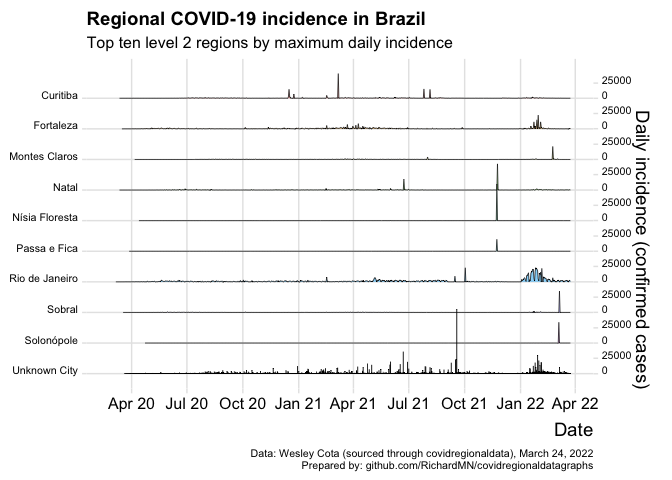 Regional COVID-19 incidence in Brazil
Top ten level 2 regions by maximum daily incidence
Curitiba
Fortaleza
Montes Claros
Natal
Nísia Floresta
Passa e Fica
Rio de Janeiro
Sobral
Solonópole
Unknown City
25000
0
25000
0
25000
0
25000
0
25000
0
25000
0
25000
0
25000
0
25000
0
25000
0
Daily incidence (confirmed cases)
Apr 20 Jul 20 Oct 20 Jan 21 Apr 21 Jul 21 Oct 21 Jan 22 Apr 22
Date
Data: Wesley Cota (sourced through covidregionaldata), March 24, 2022
Prepared by: github.com/RichardMN/covidregionaldatagraphs